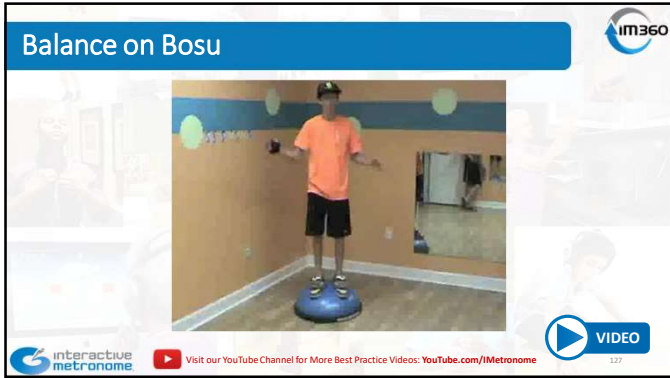 Balance on Bosu
IM360
interactive
metronome
Visit our YouTube Channel for More Best Practice Videos: YouTube.com/IMetronome
VIDEO
127